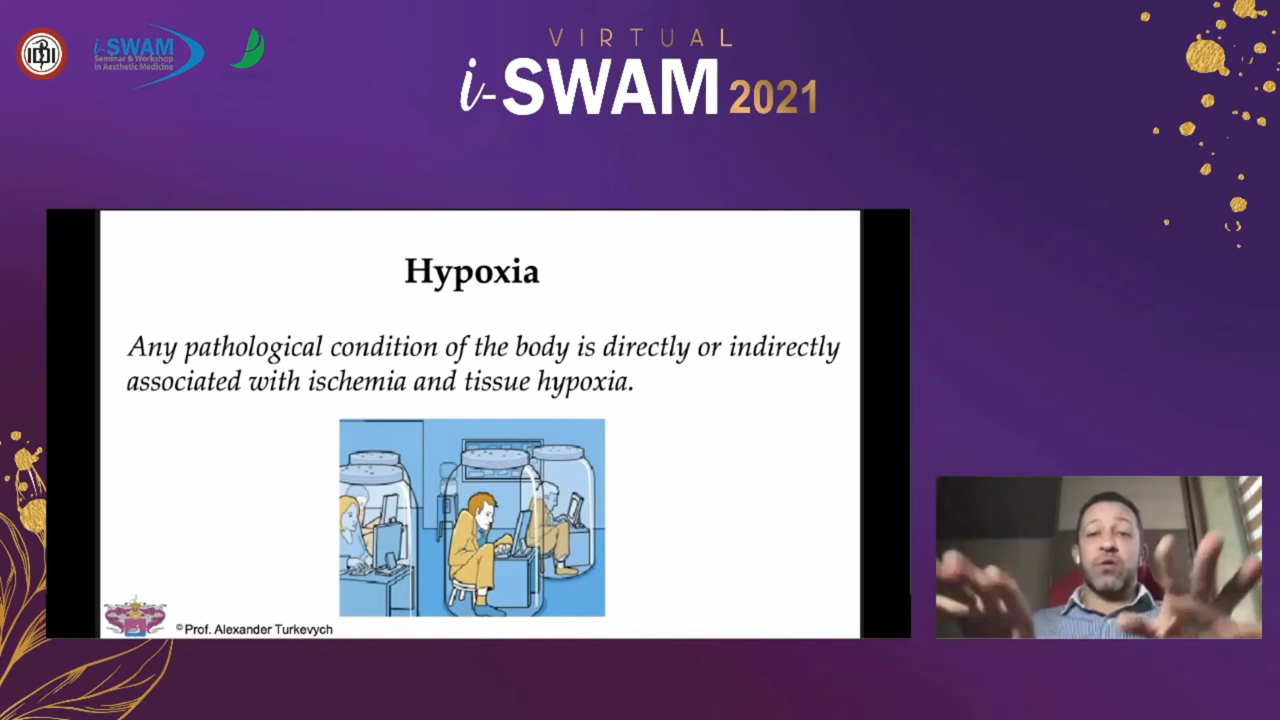 i-SWAM
Seminar & Workshop
in Aesthetic Medicine
VIRTUAL
i-SWAM 2021
Hypoxia
Any pathological condition of the body is directly or indirectly
associated with ischemia and tissue hypoxia.
©Prof. Alexander Turkevych